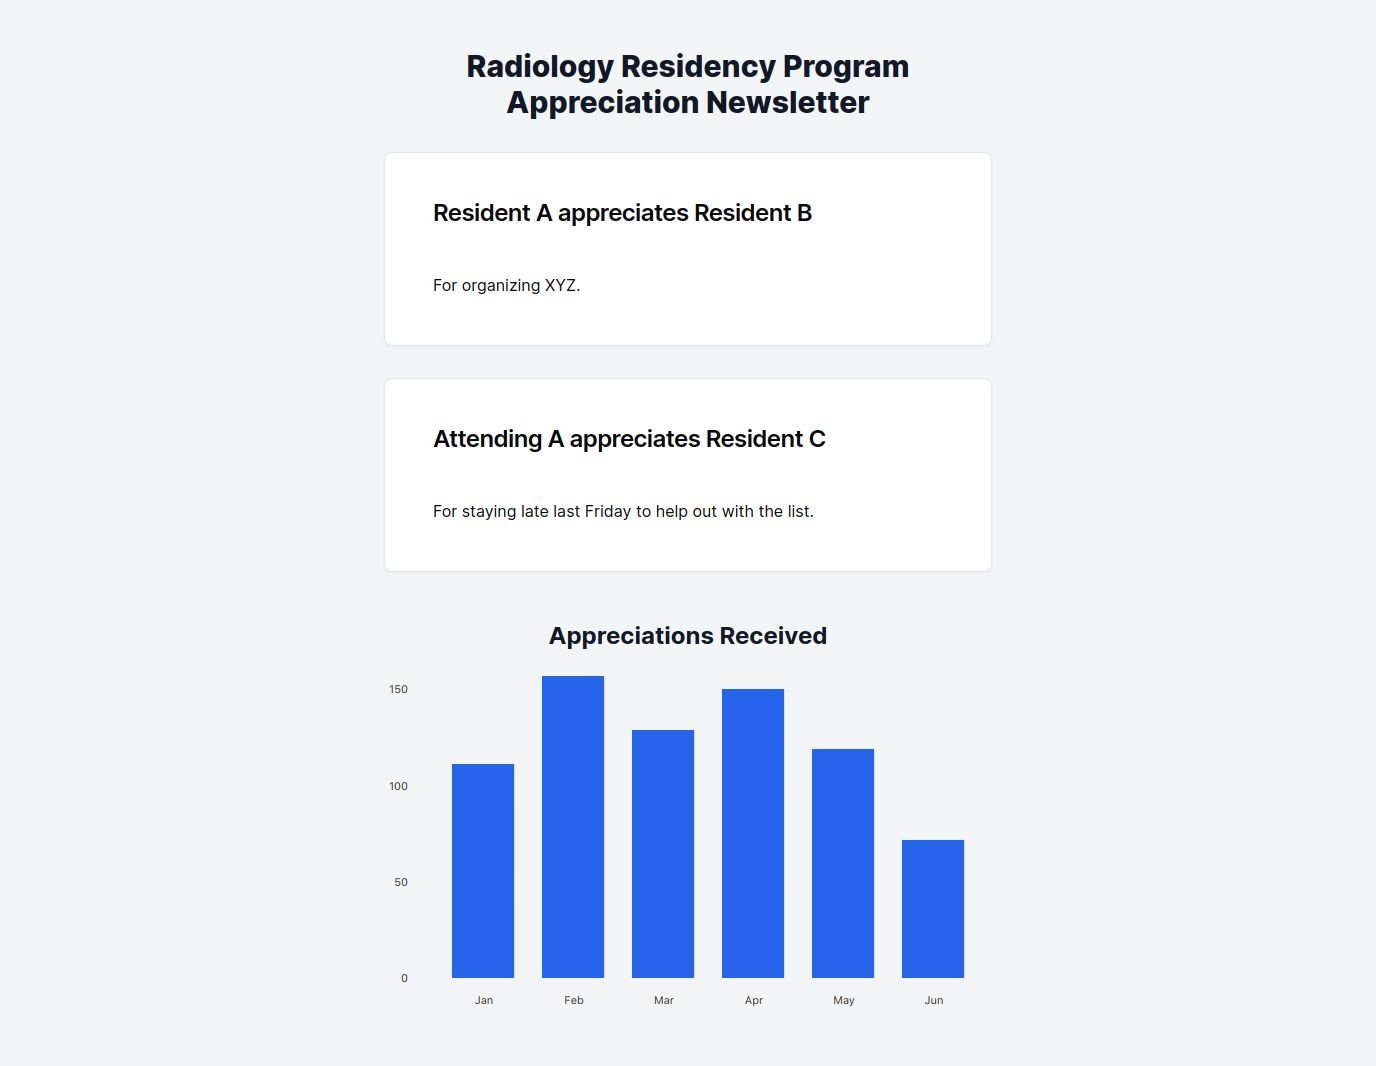 Radiology Residency Program
Appreciation Newsletter
Resident A appreciates Resident B
For organizing XYZ.
Attending A appreciates Resident C
For staying late last Friday to help out with the list.
Appreciations Received
150
100
50
0
Jan Feb Mar Apr May Jun